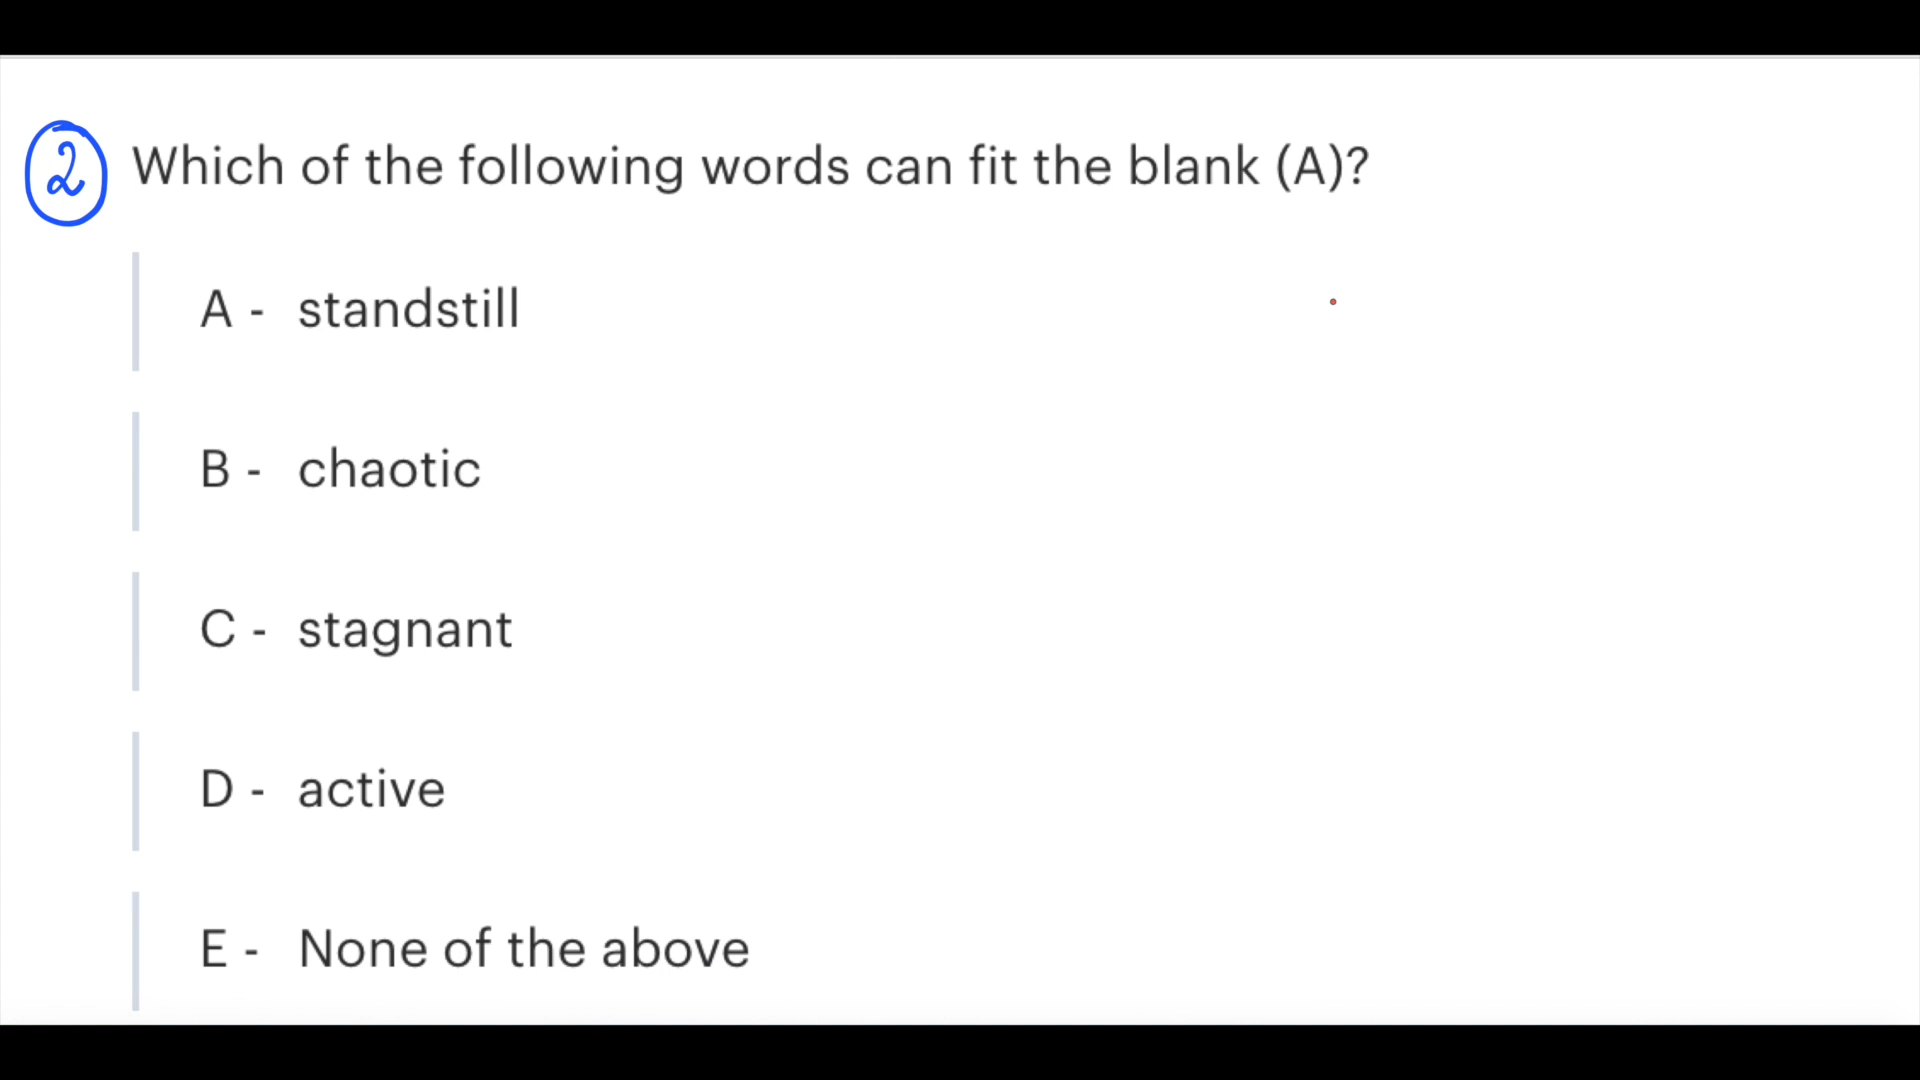 2 Which of the following words can fit the blank (A)?
A - standstill
B - chaotic
C - stagnant
D - active
E - None of the above